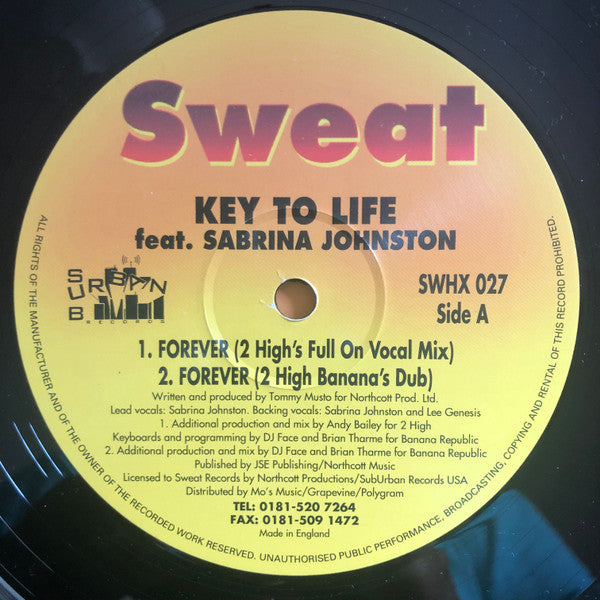 Sweat
KEY TO LIFE
feat. SABRINA JOHNSTON
SUBURBAN
RECORDS
SWHX 027
Side A
1. FOREVER (2 High's Full On Vocal Mix)
2. FOREVER (2 High Banana's Dub)
Written and produced by Tommy Musto for Northcott Prod. Ltd.
Lead vocals: Sabrina Johnston. Backing vocals: Sabrina Johnston and Lee Genesis
1. Additional production and mix by Andy Bailey for 2 High
Keyboards and programming by DJ Face and Brian Tharme for Banana Republic
2. Additional production and mix by DJ Face and Brian Tharme for Banana Republic
Published by JSE Publishing/Northcott Music
Licensed to Sweat Records by Northcott Productions/SubUrban Records USA
Distributed by Mo's Music/Grapevine/Polygram
TEL: 0181-520 7264
FAX: 0181-509 1472
Made in England
ALL RIGHTS OF THE MANUFACTURER AND OF THE OWNER OF THE RECORDED WORK RESERVED. UNAUTHORISED PUBLIC PERFORMANCE, BROADCASTING, COPYING AND RENTAL OF THIS RECORD PROHIBITED.